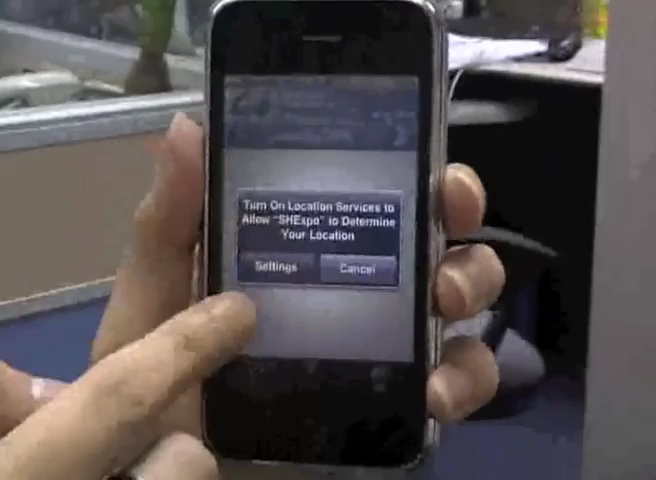 Turn On Location Services to
Allow "SHExpo" to Determine
Your Location
Settings
Cancel